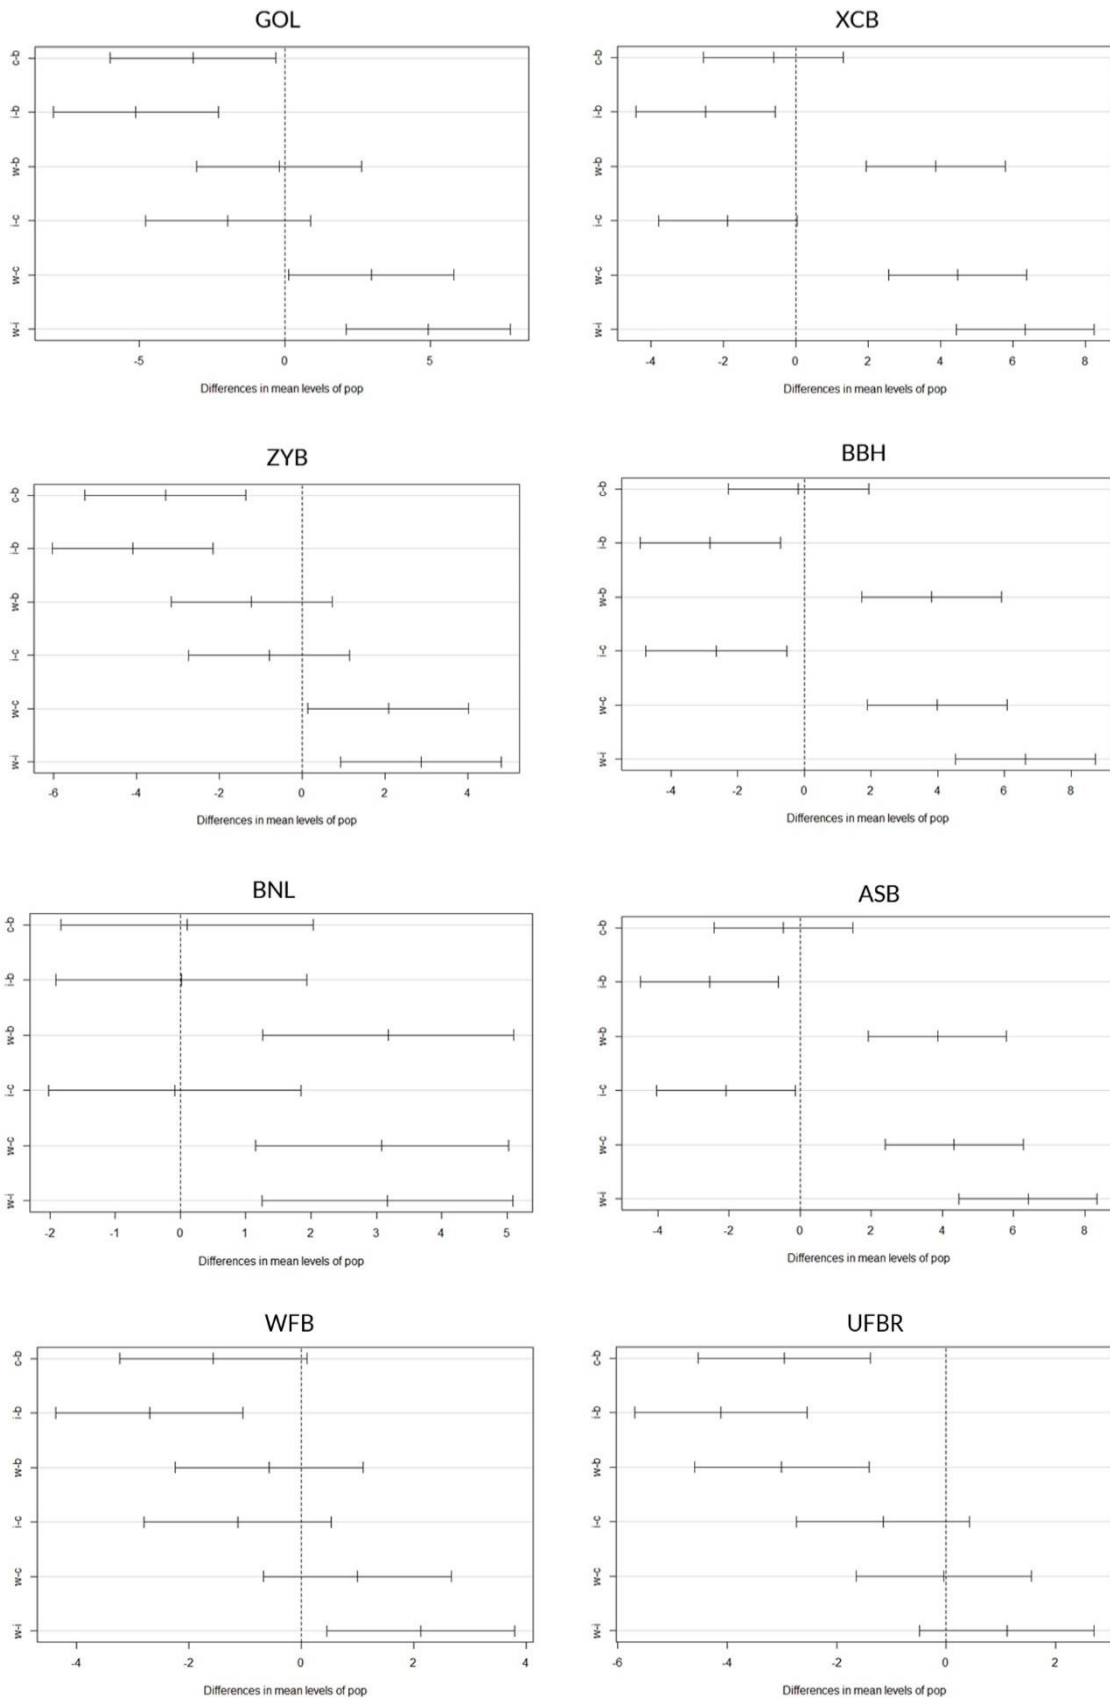 GOL
c-b
i-b
w-b
i-c
w-c
w-i
-5 0 5
Differences in mean levels of pop
XCB
c-b
i-b
w-b
i-c
w-c
w-i
-4 -2 0 2 4 6 8
Differences in mean levels of pop
ZYB
c-b
i-b
w-b
i-c
w-c
w-i
-6 -4 -2 0 2 4
Differences in mean levels of pop
BBH
c-b
i-b
w-b
i-c
w-c
w-i
-4 -2 0 2 4 6 8
Differences in mean levels of pop
BNL
c-b
i-b
w-b
i-c
w-c
w-i
-2 -1 0 1 2 3 4 5
Differences in mean levels of pop
ASB
c-b
i-b
w-b
i-c
w-c
w-i
-4 -2 0 2 4 6 8
Differences in mean levels of pop
WFB
c-b
i-b
w-b
i-c
w-c
w-i
-4 -2 0 2 4
Differences in mean levels of pop
UFBR
c-b
i-b
w-b
i-c
w-c
w-i
-6 -4 -2 0 2
Differences in mean levels of pop